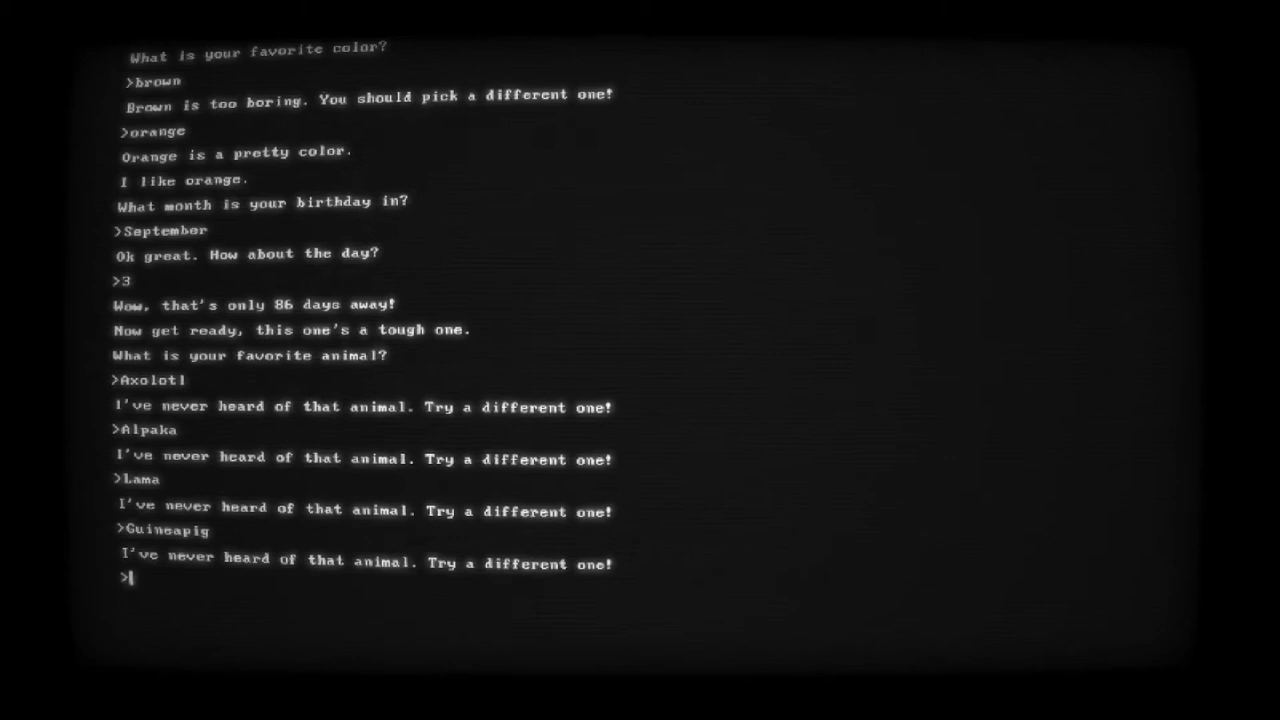 What is your favorite color?
>brown
Brown is too boring. You should pick a different one!
>orange
Orange is a pretty color.
I like orange.
What month is your birthday in?
>September
Ok great. How about the day?
>3
Wow, that's only 86 days away!
Now get ready, this one's a tough one.
What is your favorite animal?
>Axolotl
I've never heard of that animal. Try a different one!
>Alpaka
I've never heard of that animal. Try a different one!
>Lama
I've never heard of that animal. Try a different one!
>Guineapig
I've never heard of that animal. Try a different one!
>